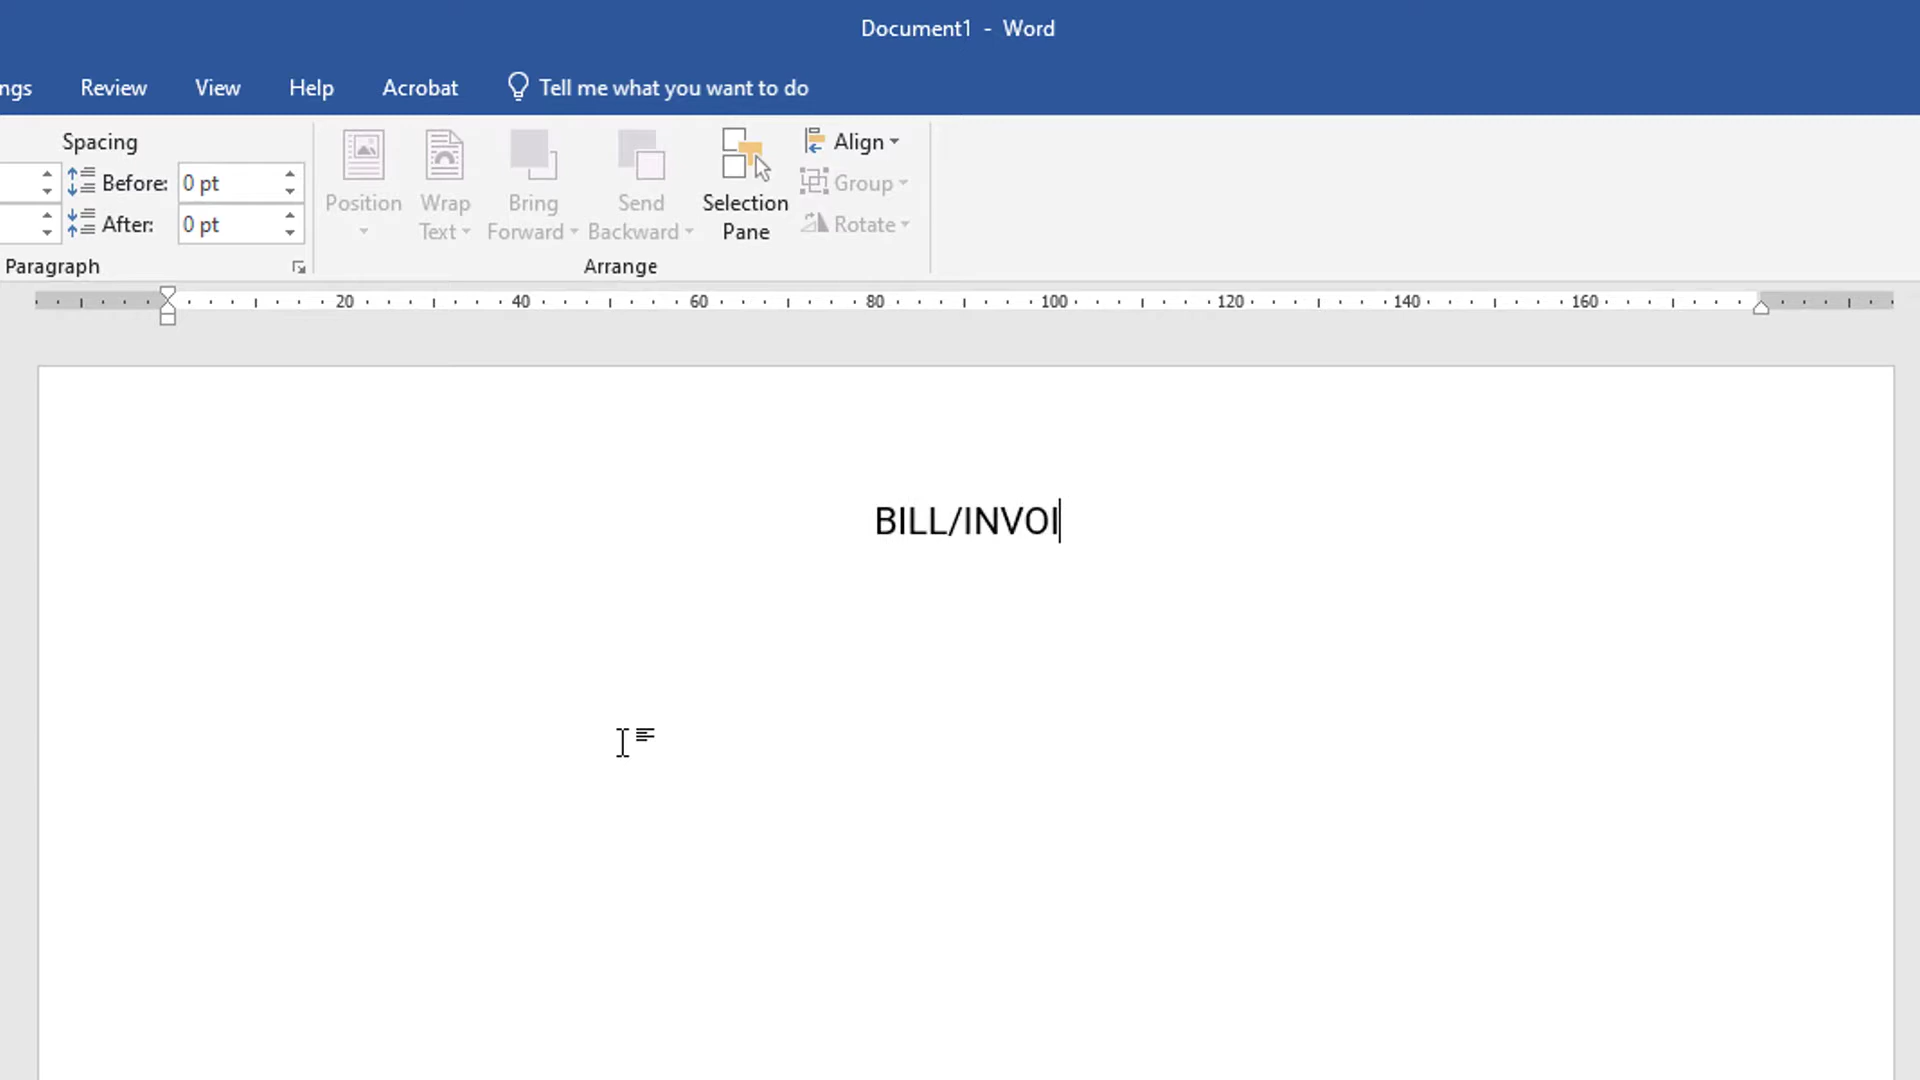 Document1 - Word
ngs Review View Help Acrobat Tell me what you want to do
Spacing
Before: 0 pt
After: 0 pt
Paragraph
Position
Wrap Text
Bring Forward
Send Backward
Selection Pane
Align
Group
Rotate
Arrange
20 40 60 80 100 120 140 160
BILL/INVOI